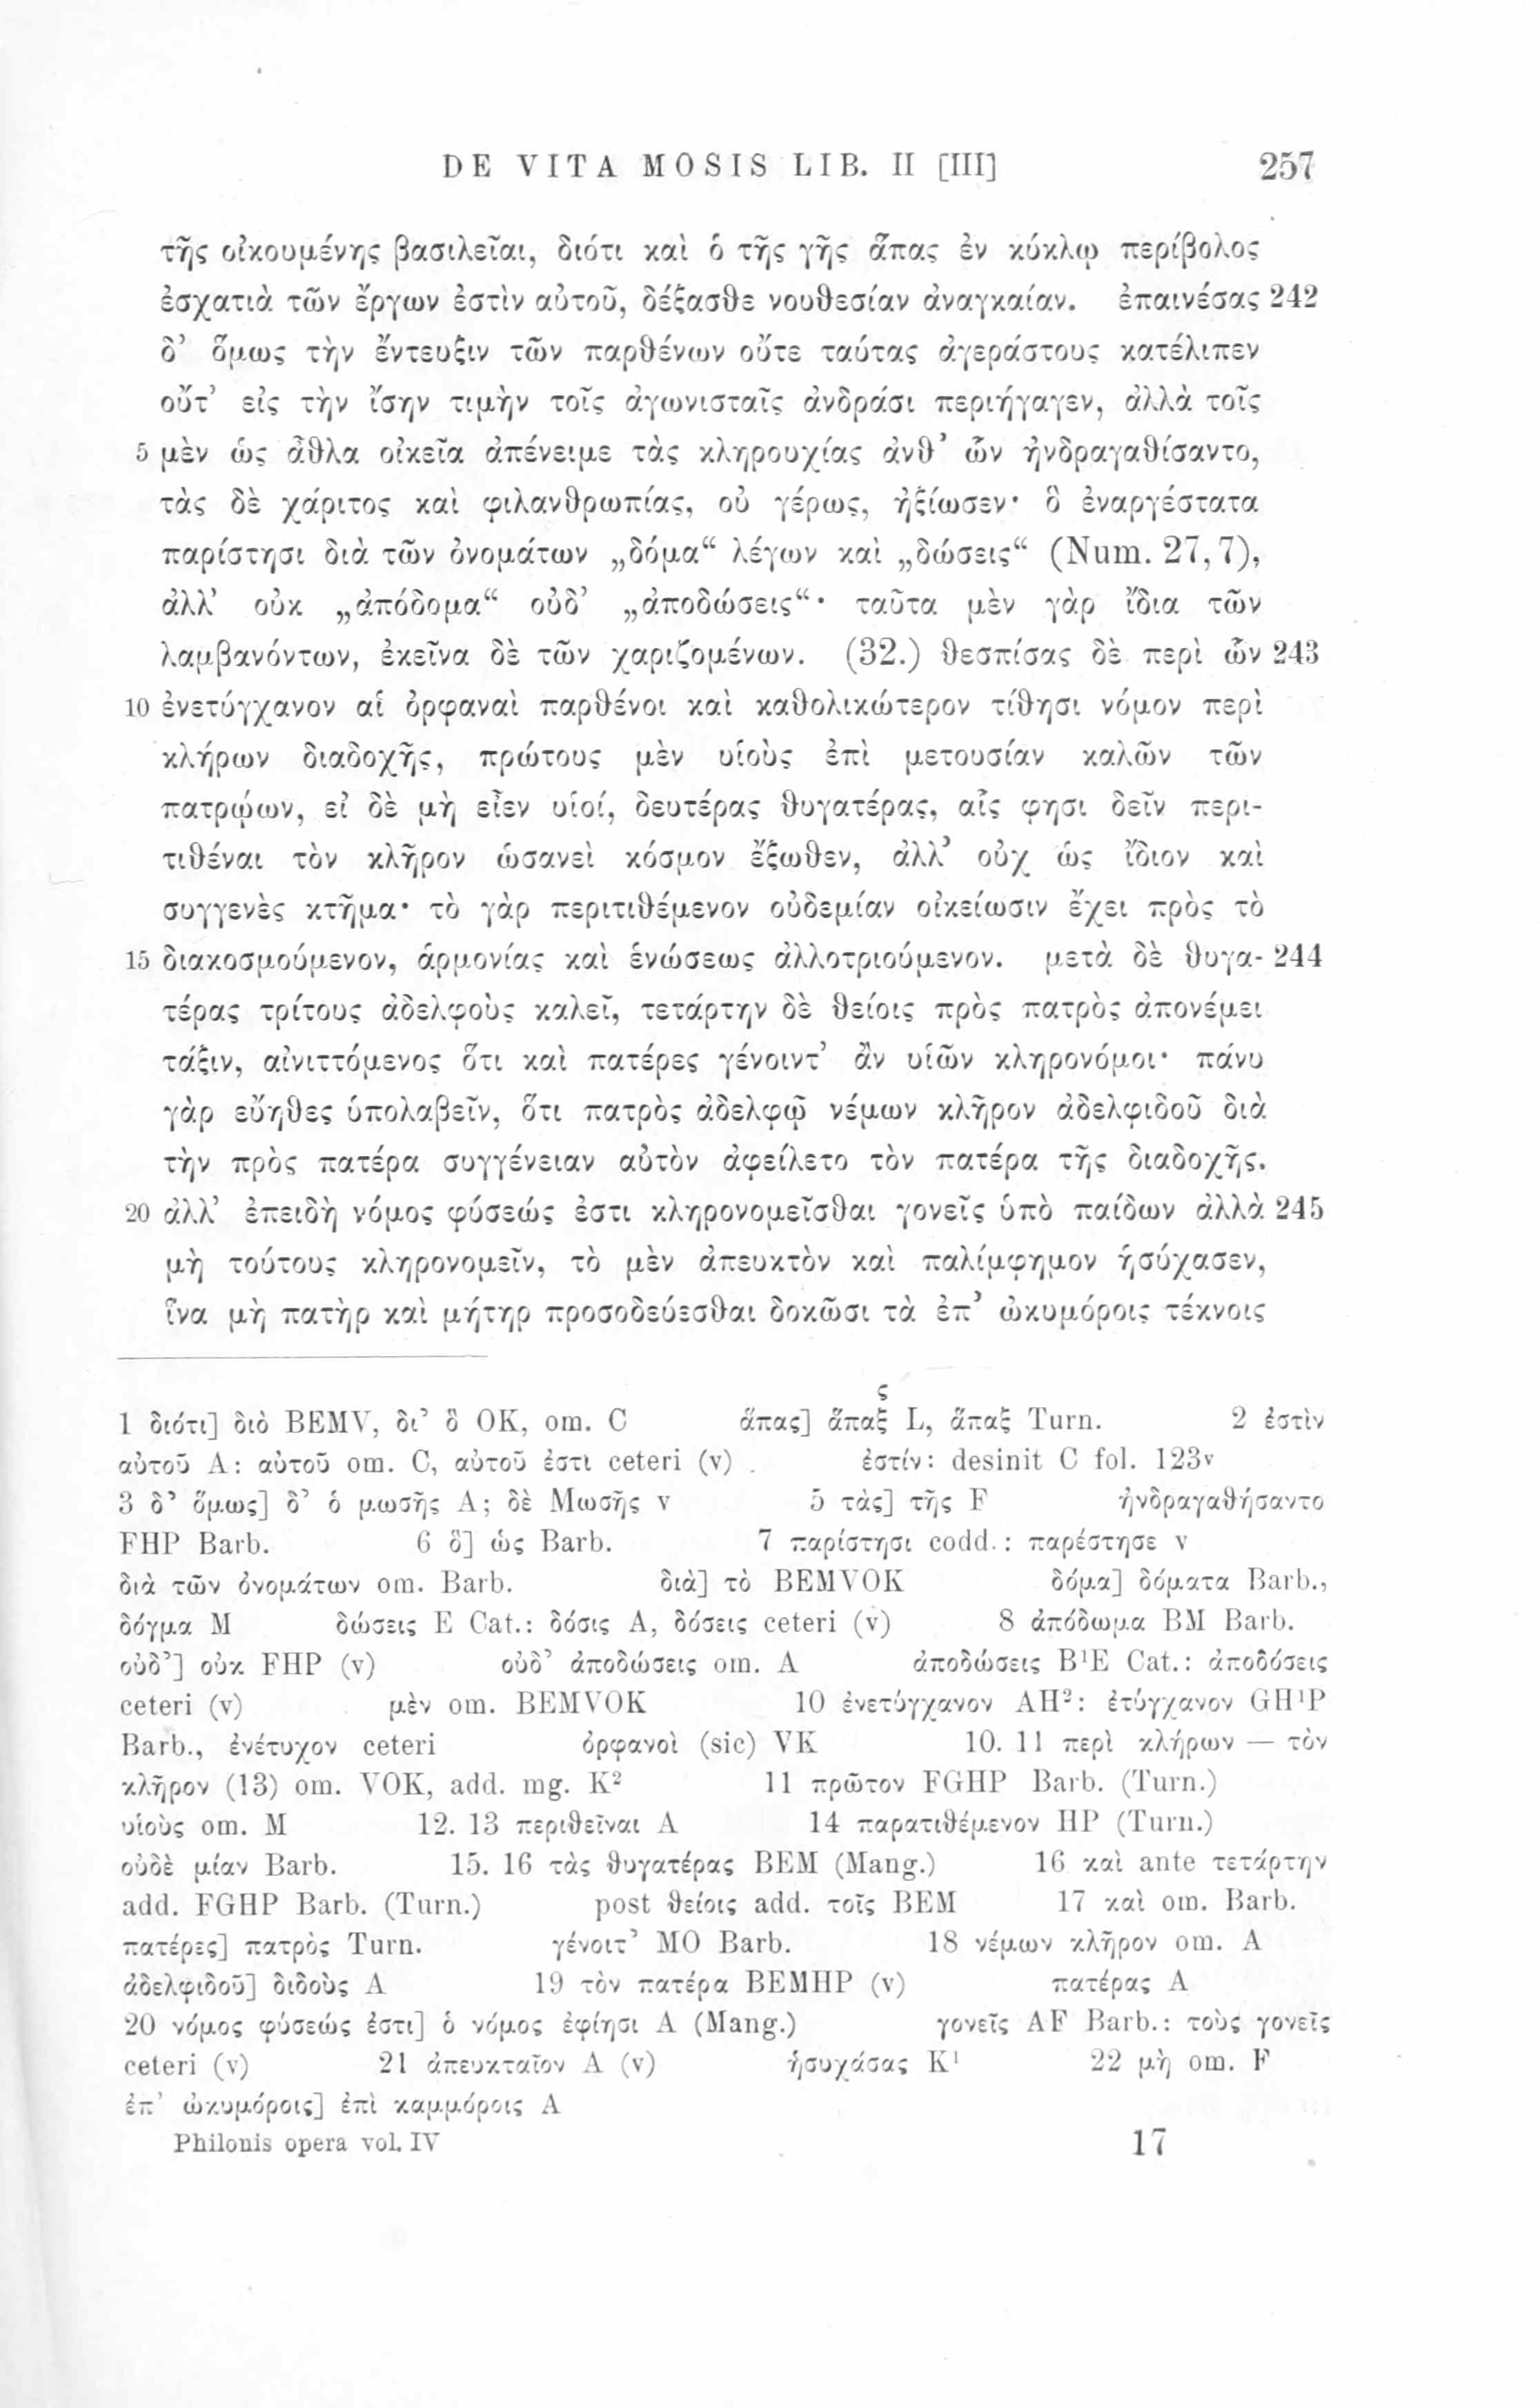 DE VITA MOSIS LIB. II [III] 257
τῆς οἰκουμένης βασιλεῖαι, διότι καὶ ὁ τῆς γῆς ἅπας ἐν κύκλῳ περίβολος
ἐσχατιὰ τῶν ἔργων ἐστὶν αὐτοῦ, δέξασθε νουθεσίαν ἀναγκαίαν. ἐπαινέσας 242
δ’ ὅμως τὴν ἔντευξιν τῶν παρθένων οὔτε ταύτας ἀγεράστους κατέλιπεν
οὔτ’ εἰς τὴν ἴσην τιμὴν τοῖς ἀγωνισταῖς ἀνδράσι περιήγαγεν, ἀλλὰ τοῖς
5 μὲν ὡς ἆθλα οἰκεῖα ἀπένειμε τὰς κληρουχίας ἀνθ’ ὧν ἠνδραγαθίσαντο,
τὰς δὲ χάριτος καὶ φιλανθρωπίας, οὐ γέρως, ἠξίωσεν· ὃ ἐναργέστατα
παρίστησι διὰ τῶν ὀνομάτων „δόμα“ λέγων καὶ „δώσεις“ (Num. 27, 7),
ἀλλ’ οὐκ „ἀπόδομα“ οὐδ’ „ἀποδώσεις“· ταῦτα μὲν γὰρ ἴδια τῶν
λαμβανόντων, ἐκεῖνα δὲ τῶν χαριζομένων. (32.) θεσπίσας δὲ περὶ ὧν 243
10 ἐνετύγχανον αἱ ὀρφαναὶ παρθένοι καὶ καθολικώτερον τίθησι νόμον περὶ
κλήρων διαδοχῆς, πρώτους μὲν υἱοὺς ἐπὶ μετουσίαν καλῶν τῶν
πατρῴων, εἰ δὲ μὴ εἶεν υἱοί, δευτέρας θυγατέρας, αἷς φησι δεῖν περι-
τιθέναι τὸν κλῆρον ὡσανεὶ κόσμον ἔξωθεν, ἀλλ’ οὐχ ὡς ἴδιον καὶ
συγγενὲς κτῆμα· τὸ γὰρ περιτιθέμενον οὐδεμίαν οἰκείωσιν ἔχει πρὸς τὸ
15 διακοσμούμενον, ἁρμονίας καὶ ἑνώσεως ἀλλοτριούμενον. μετὰ δὲ θυγα- 244
τέρας τρίτους ἀδελφοὺς καλεῖ, τετάρτην δὲ θείοις πρὸς πατρὸς ἀπονέμει
τάξιν, αἰνιττόμενος ὅτι καὶ πατέρες γένοιντ’ ἂν υἱῶν κληρονόμοι· πάνυ
γὰρ εὔηθες ὑπολαβεῖν, ὅτι πατρὸς ἀδελφῷ νέμων κλῆρον ἀδελφιδοῦ διὰ
τὴν πρὸς πατέρα συγγένειαν αὐτὸν ἀφείλετο τὸν πατέρα τῆς διαδοχῆς.
20 ἀλλ’ ἐπειδὴ νόμος φύσεώς ἐστι κληρονομεῖσθαι γονεῖς ὑπὸ παίδων ἀλλὰ 245
μὴ τούτους κληρονομεῖν, τὸ μὲν ἀπευκτὸν καὶ παλίμφημον ἡσύχασεν,
ἵνα μὴ πατὴρ καὶ μήτηρ προσοδεύεσθαι δοκῶσι τὰ ἐπ’ ὠκυμόροις τέκνοις
ς
1 διότι] διὸ BEMV, δι’ ὃ OK, om. C ἅπας] ἅπαξ L, ἅπαξ Turn. 2 ἐστὶν
αὐτοῦ A: αὐτοῦ om. C, αὐτοῦ ἐστι ceteri (v) ἐστίν: desinit C fol. 123v
3 δ’ ὅμως] δ’ ὁ μωσῆς A; δὲ Μωσῆς v 5 τὰς] τῆς F ἠνδραγαθήσαντο
FHP Barb. 6 ὃ] ὡς Barb. 7 παρίστησι codd.: παρέστησε v
διὰ τῶν ὀνομάτων om. Barb. διὰ] τὸ BEMVOK δόμα] δόματα Barb.,
δόγμα M δώσεις E Cat.: δόσις A, δόσεις ceteri (v) 8 ἀπόδωμα BM Barb.
οὐδ’] οὐκ FHP (v) οὐδ’ ἀποδώσεις om. A ἀποδώσεις B¹E Cat.: ἀποδόσεις
ceteri (v) μὲν om. BEMVOK 10 ἐνετύγχανον AH²: ἐτύγχανον GH¹P
Barb., ἐνέτυχον ceteri ὀρφανοὶ (sic) VK 10. 11 περὶ κλήρων — τὸν
κλῆρον (13) om. VOK, add. mg. K² 11 πρῶτον FGHP Barb. (Turn.)
υἱοὺς om. M 12. 13 περιθεῖναι A 14 παρατιθέμενον HP (Turn.)
οὐδὲ μίαν Barb. 15. 16 τὰς θυγατέρας BEM (Mang.) 16 καὶ ante τετάρτην
add. FGHP Barb. (Turn.) post θείοις add. τοῖς BEM 17 καὶ om. Barb.
πατέρες] πατρὸς Turn. γένοιτ’ MO Barb. 18 νέμων κλῆρον om. A
ἀδελφιδοῦ] διδοὺς A 19 τὸν πατέρα BEMHP (v) πατέρας A
20 νόμος φύσεώς ἐστι] ὁ νόμος ἐφίησι A (Mang.) γονεῖς AF Barb.: τοὺς γονεῖς
ceteri (v) 21 ἀπευκταῖον A (v) ἡσυχάσας K¹ 22 μὴ om. F
ἐπ’ ὠκυμόροις] ἐπὶ καμμόροις A
Philonis opera vol. IV 17